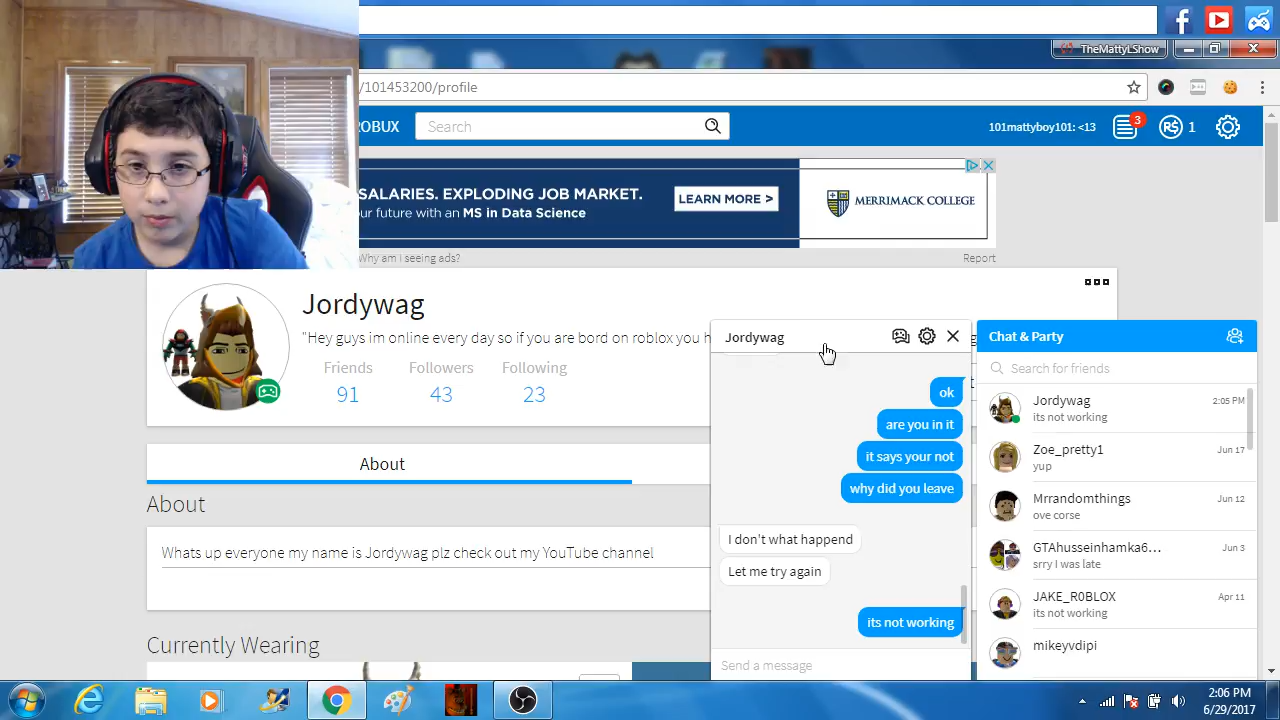 TheMattyLShow
/101453200/profile
ROBUX
Search
101mattyboy101: <13
3
R$ 1
SALARIES. EXPLODING JOB MARKET.
our future with an MS in Data Science
LEARN MORE >
MERRIMACK COLLEGE
Why am I seeing ads?
Report
Jordywag
"Hey guys im online every day so if you are bord on roblox you h
Friends
Followers
Following
91
43
23
About
About
Whats up everyone my name is Jordywag plz check out my YouTube channel
Currently Wearing
Jordywag
ok
are you in it
it says your not
why did you leave
I don't what happend
Let me try again
its not working
Send a message
Chat & Party
Search for friends
Jordywag
2:05 PM
its not working
Zoe_pretty1
Jun 17
yup
Mrrandomthings
Jun 12
ove corse
GTAhusseinhamka6...
Jun 3
srry I was late
JAKE_R0BLOX
Apr 11
its not working
mikeyvdipi
2:06 PM
6/29/2017